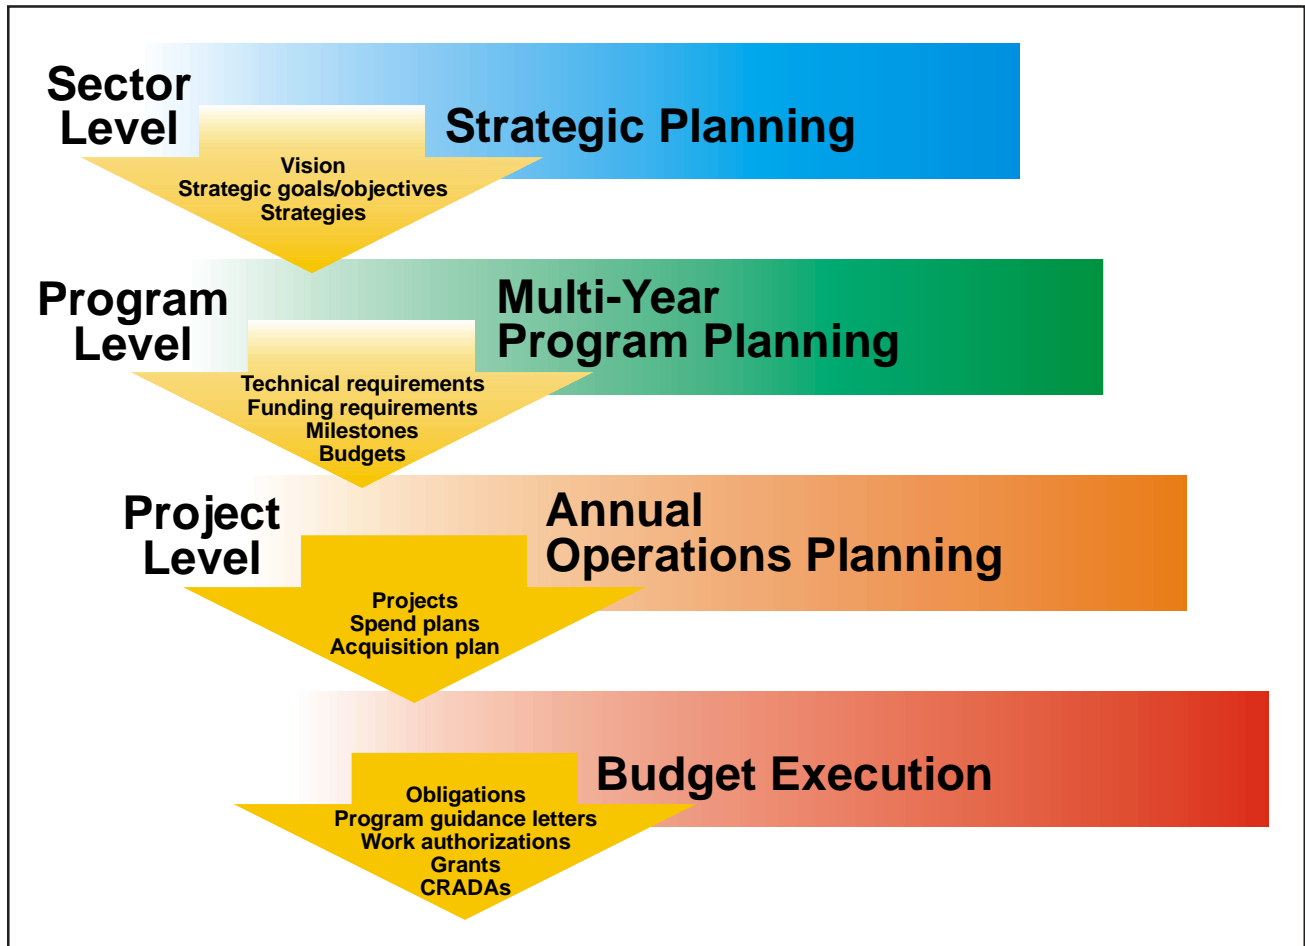 Sector
Level
Strategic Planning
Vision
Strategic goals/objectives
Strategies
Program
Level
Multi-Year
Program Planning
Technical requirements
Funding requirements
Milestones
Budgets
Project
Level
Annual
Operations Planning
Projects
Spend plans
Acquisition plan
Budget Execution
Obligations
Program guidance letters
Work authorizations
Grants
CRADAs